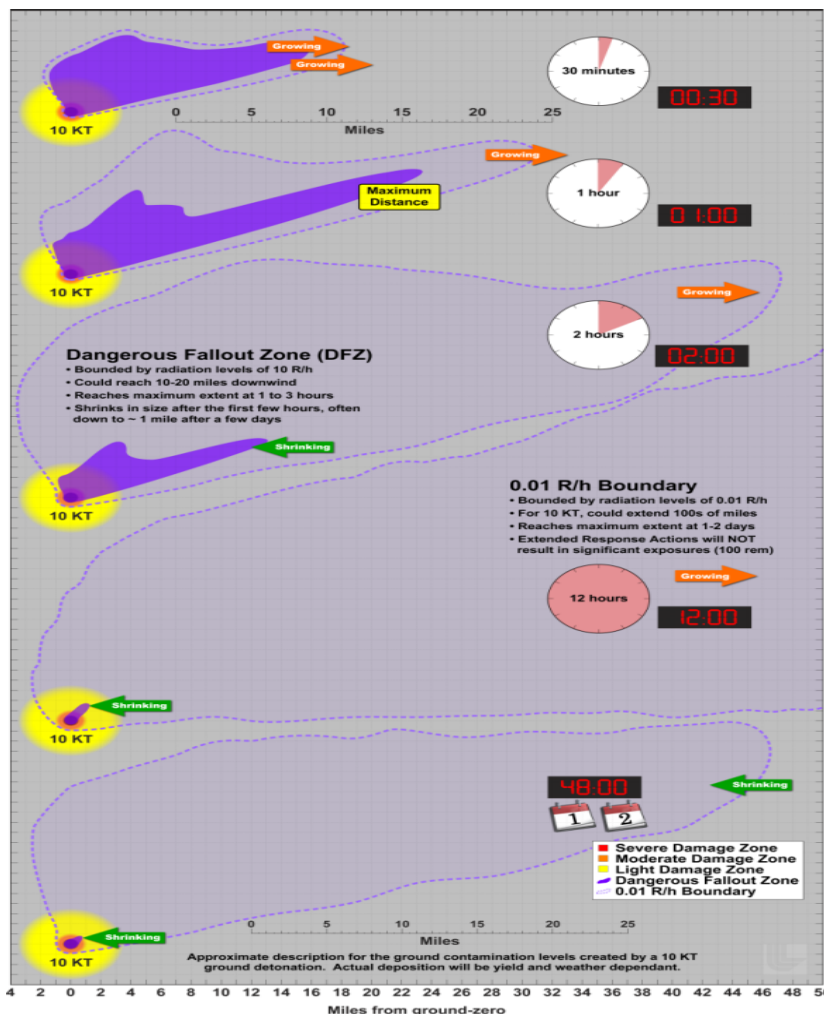 Growing
Growing
30 minutes
00:30
10 KT
0 5 10 15 20 25
Miles
Growing
1 hour
Maximum
Distance
01:00
10 KT
Growing
2 hours
02:00
Dangerous Fallout Zone (DFZ)
• Bounded by radiation levels of 10 R/h
• Could reach 10-20 miles downwind
• Reaches maximum extent at 1 to 3 hours
• Shrinks in size after the first few hours, often
down to ~ 1 mile after a few days
Shrinking
10 KT
0.01 R/h Boundary
• Bounded by radiation levels of 0.01 R/h
• For 10 KT, could extend 100s of miles
• Reaches maximum extent at 1-2 days
• Extended Response Actions will NOT
result in significant exposures (100 rem)
Growing
12 hours
12:00
Shrinking
10 KT
48:00
Shrinking
1 2
Severe Damage Zone
Moderate Damage Zone
Light Damage Zone
Dangerous Fallout Zone
0.01 R/h Boundary
Shrinking
0 5 10 15 20 25
Miles
10 KT
Approximate description for the ground contamination levels created by a 10 KT
ground detonation. Actual deposition will be yield and weather dependant.
4 2 0 2 4 6 8 10 12 14 16 18 20 22 24 26 28 30 32 34 36 38 40 42 44 46 48 50
Miles from ground-zero